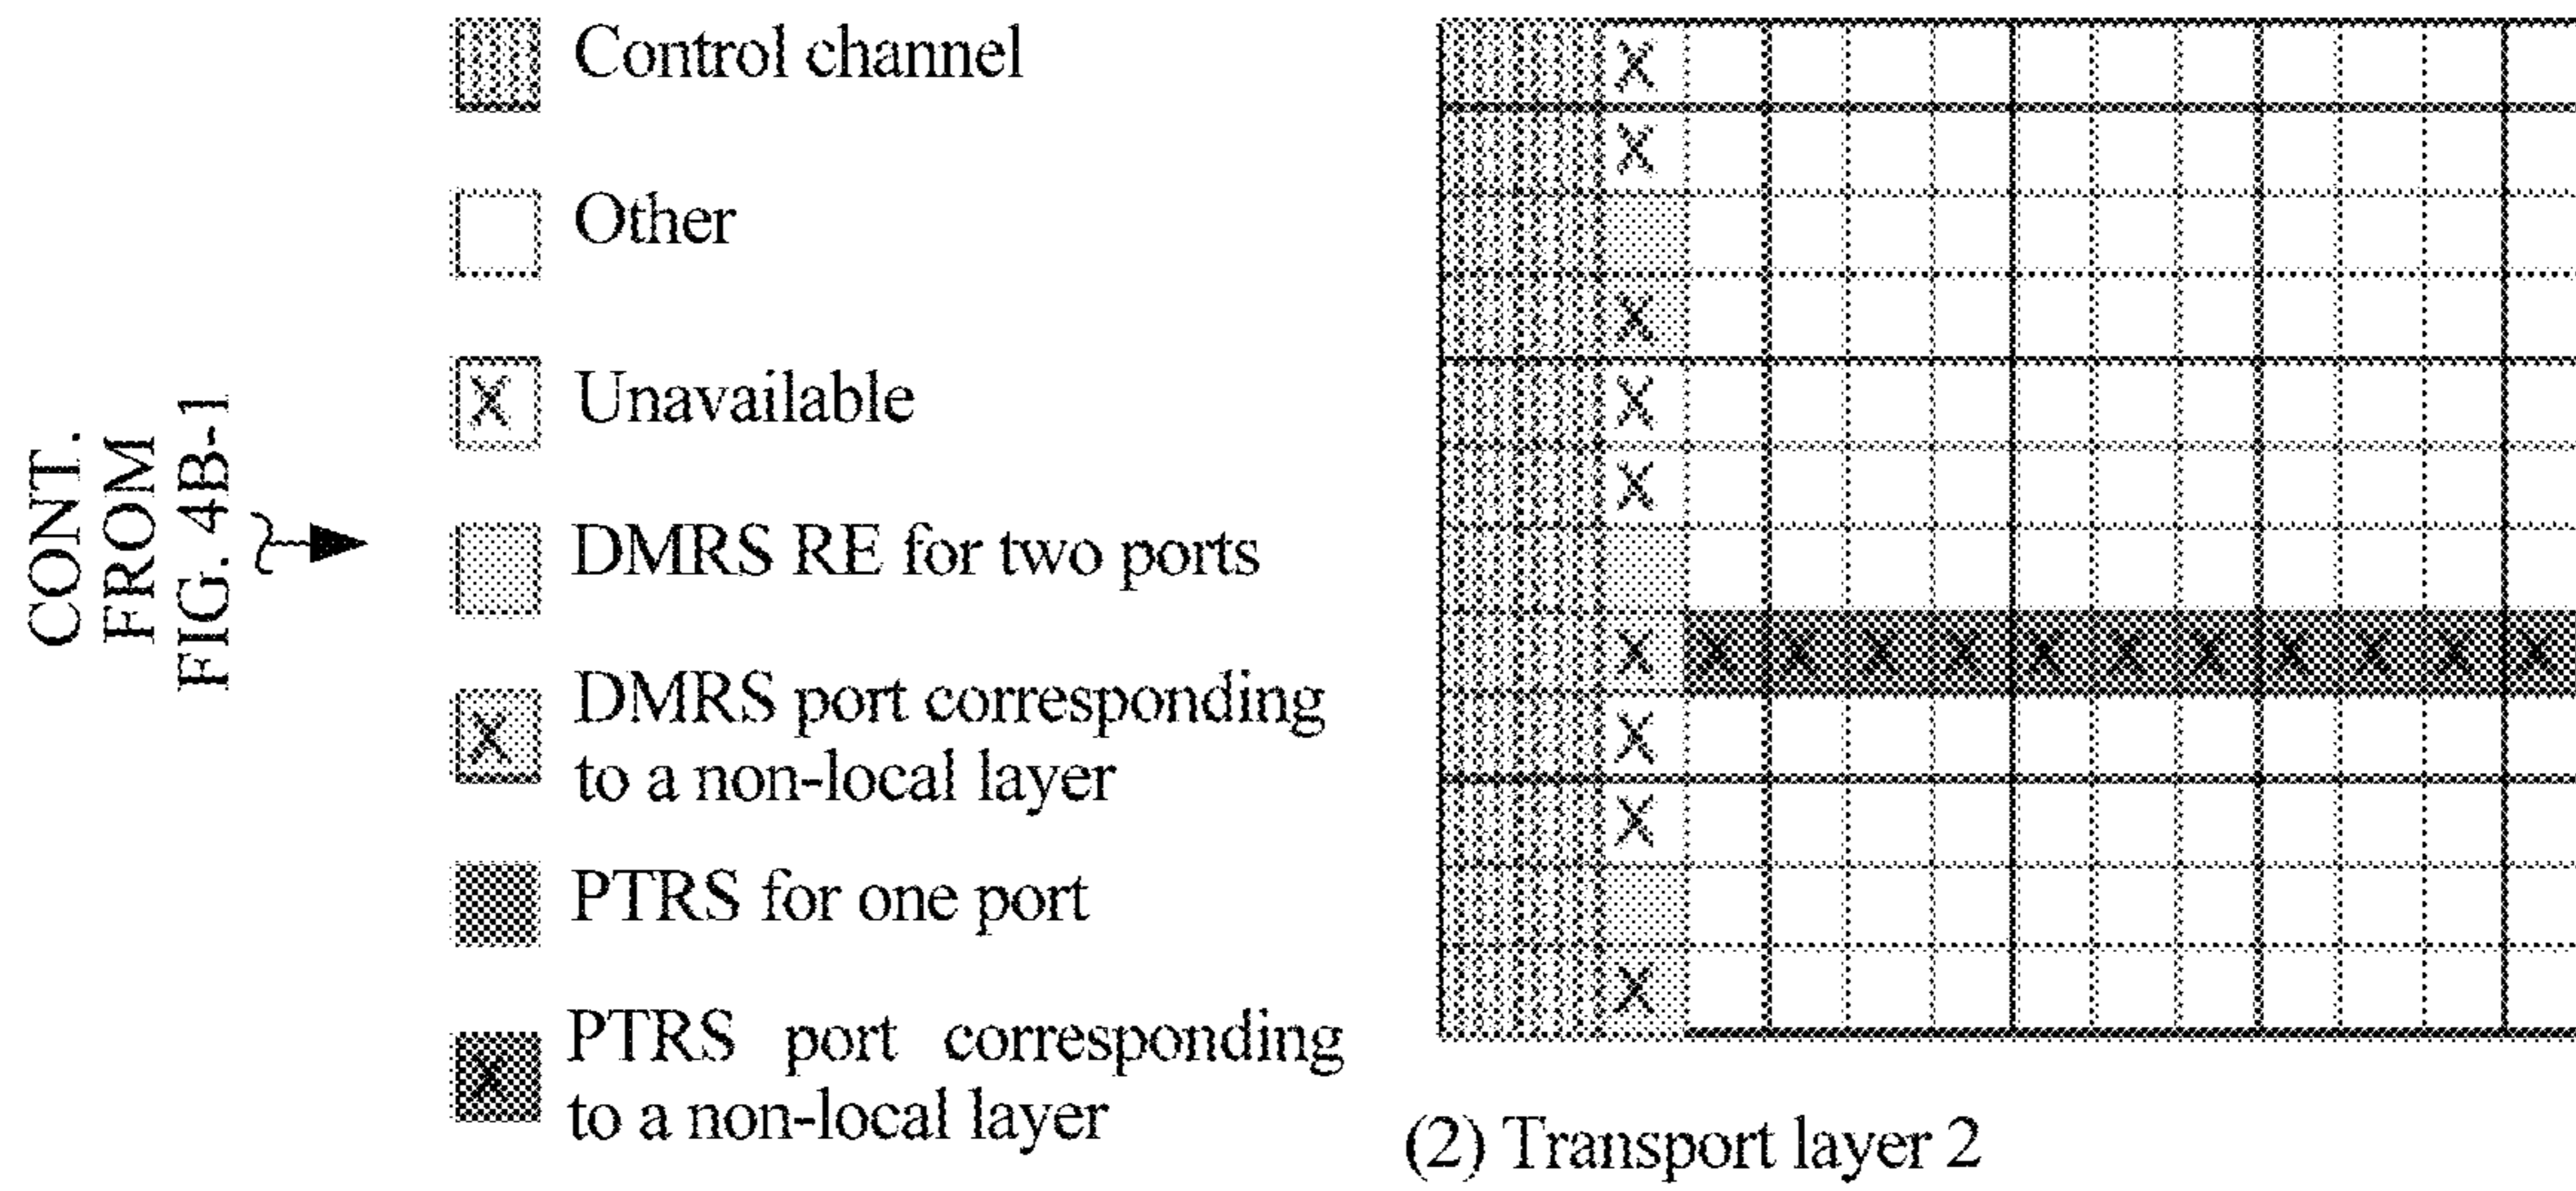 CONT.
FROM
FIG. 4B-1
Control channel
Other
X Unavailable
DMRS RE for two ports
X DMRS port corresponding
to a non-local layer
PTRS for one port
X PTRS port corresponding
to a non-local layer
X
X
X
X
X
X X X X X X X X X X X X
X
X
X
(2) Transport layer 2